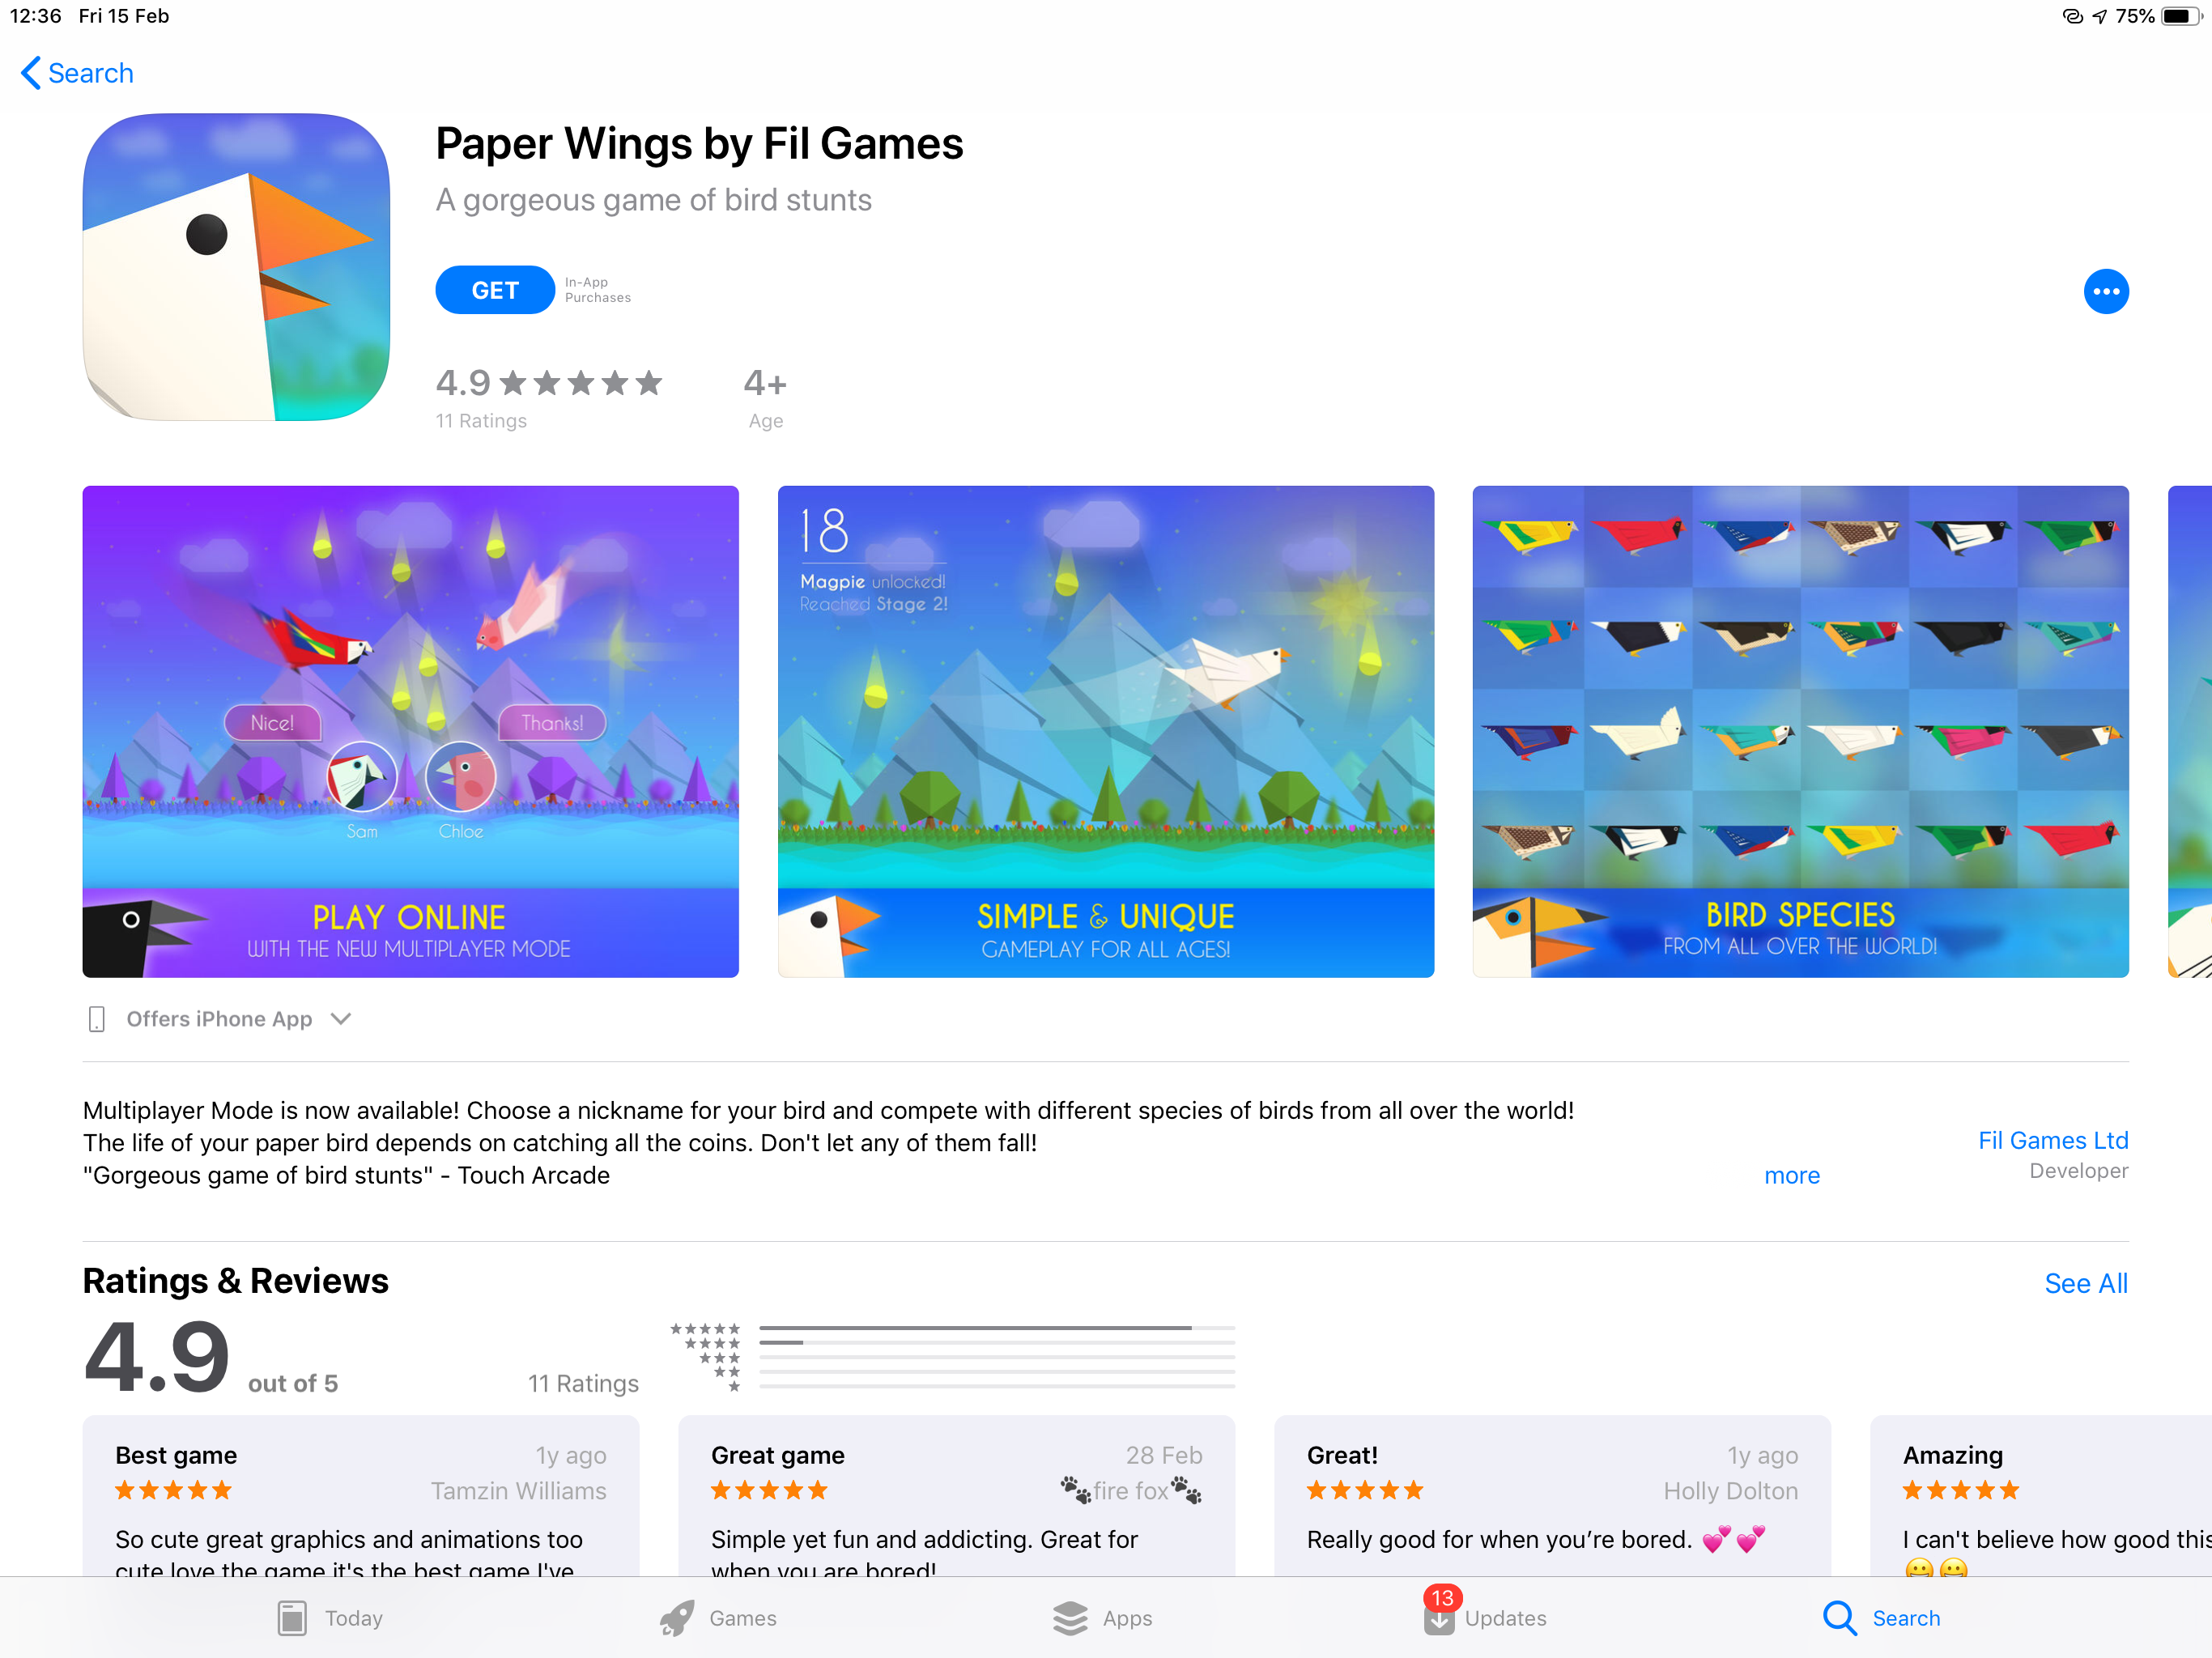 12:36 Fri 15 Feb
75%
Search
Paper Wings by Fil Games
A gorgeous game of bird stunts
GET
In-App
Purchases
4.9
11 Ratings
4+
Age
Nice!
Thanks!
Sam
Chloe
PLAY ONLINE
WITH THE NEW MULTIPLAYER MODE
18
Magpie unlocked!
Reached Stage 2!
SIMPLE & UNIQUE
GAMEPLAY FOR ALL AGES!
BIRD SPECIES
FROM ALL OVER THE WORLD!
Offers iPhone App
Multiplayer Mode is now available! Choose a nickname for your bird and compete with different species of birds from all over the world!
The life of your paper bird depends on catching all the coins. Don't let any of them fall!
"Gorgeous game of bird stunts" - Touch Arcade
more
Fil Games Ltd
Developer
Ratings & Reviews
See All
4.9 out of 5
11 Ratings
Best game
1y ago
Tamzin Williams
So cute great graphics and animations too
cute love the game it's the best game I've
Great game
28 Feb
🐾fire fox🐾
Simple yet fun and addicting. Great for
when you are bored!
Great!
1y ago
Holly Dolton
Really good for when you’re bored. 💕💕
Amazing
I can't believe how good this
😬😬
Today
Games
Apps
13
Updates
Search